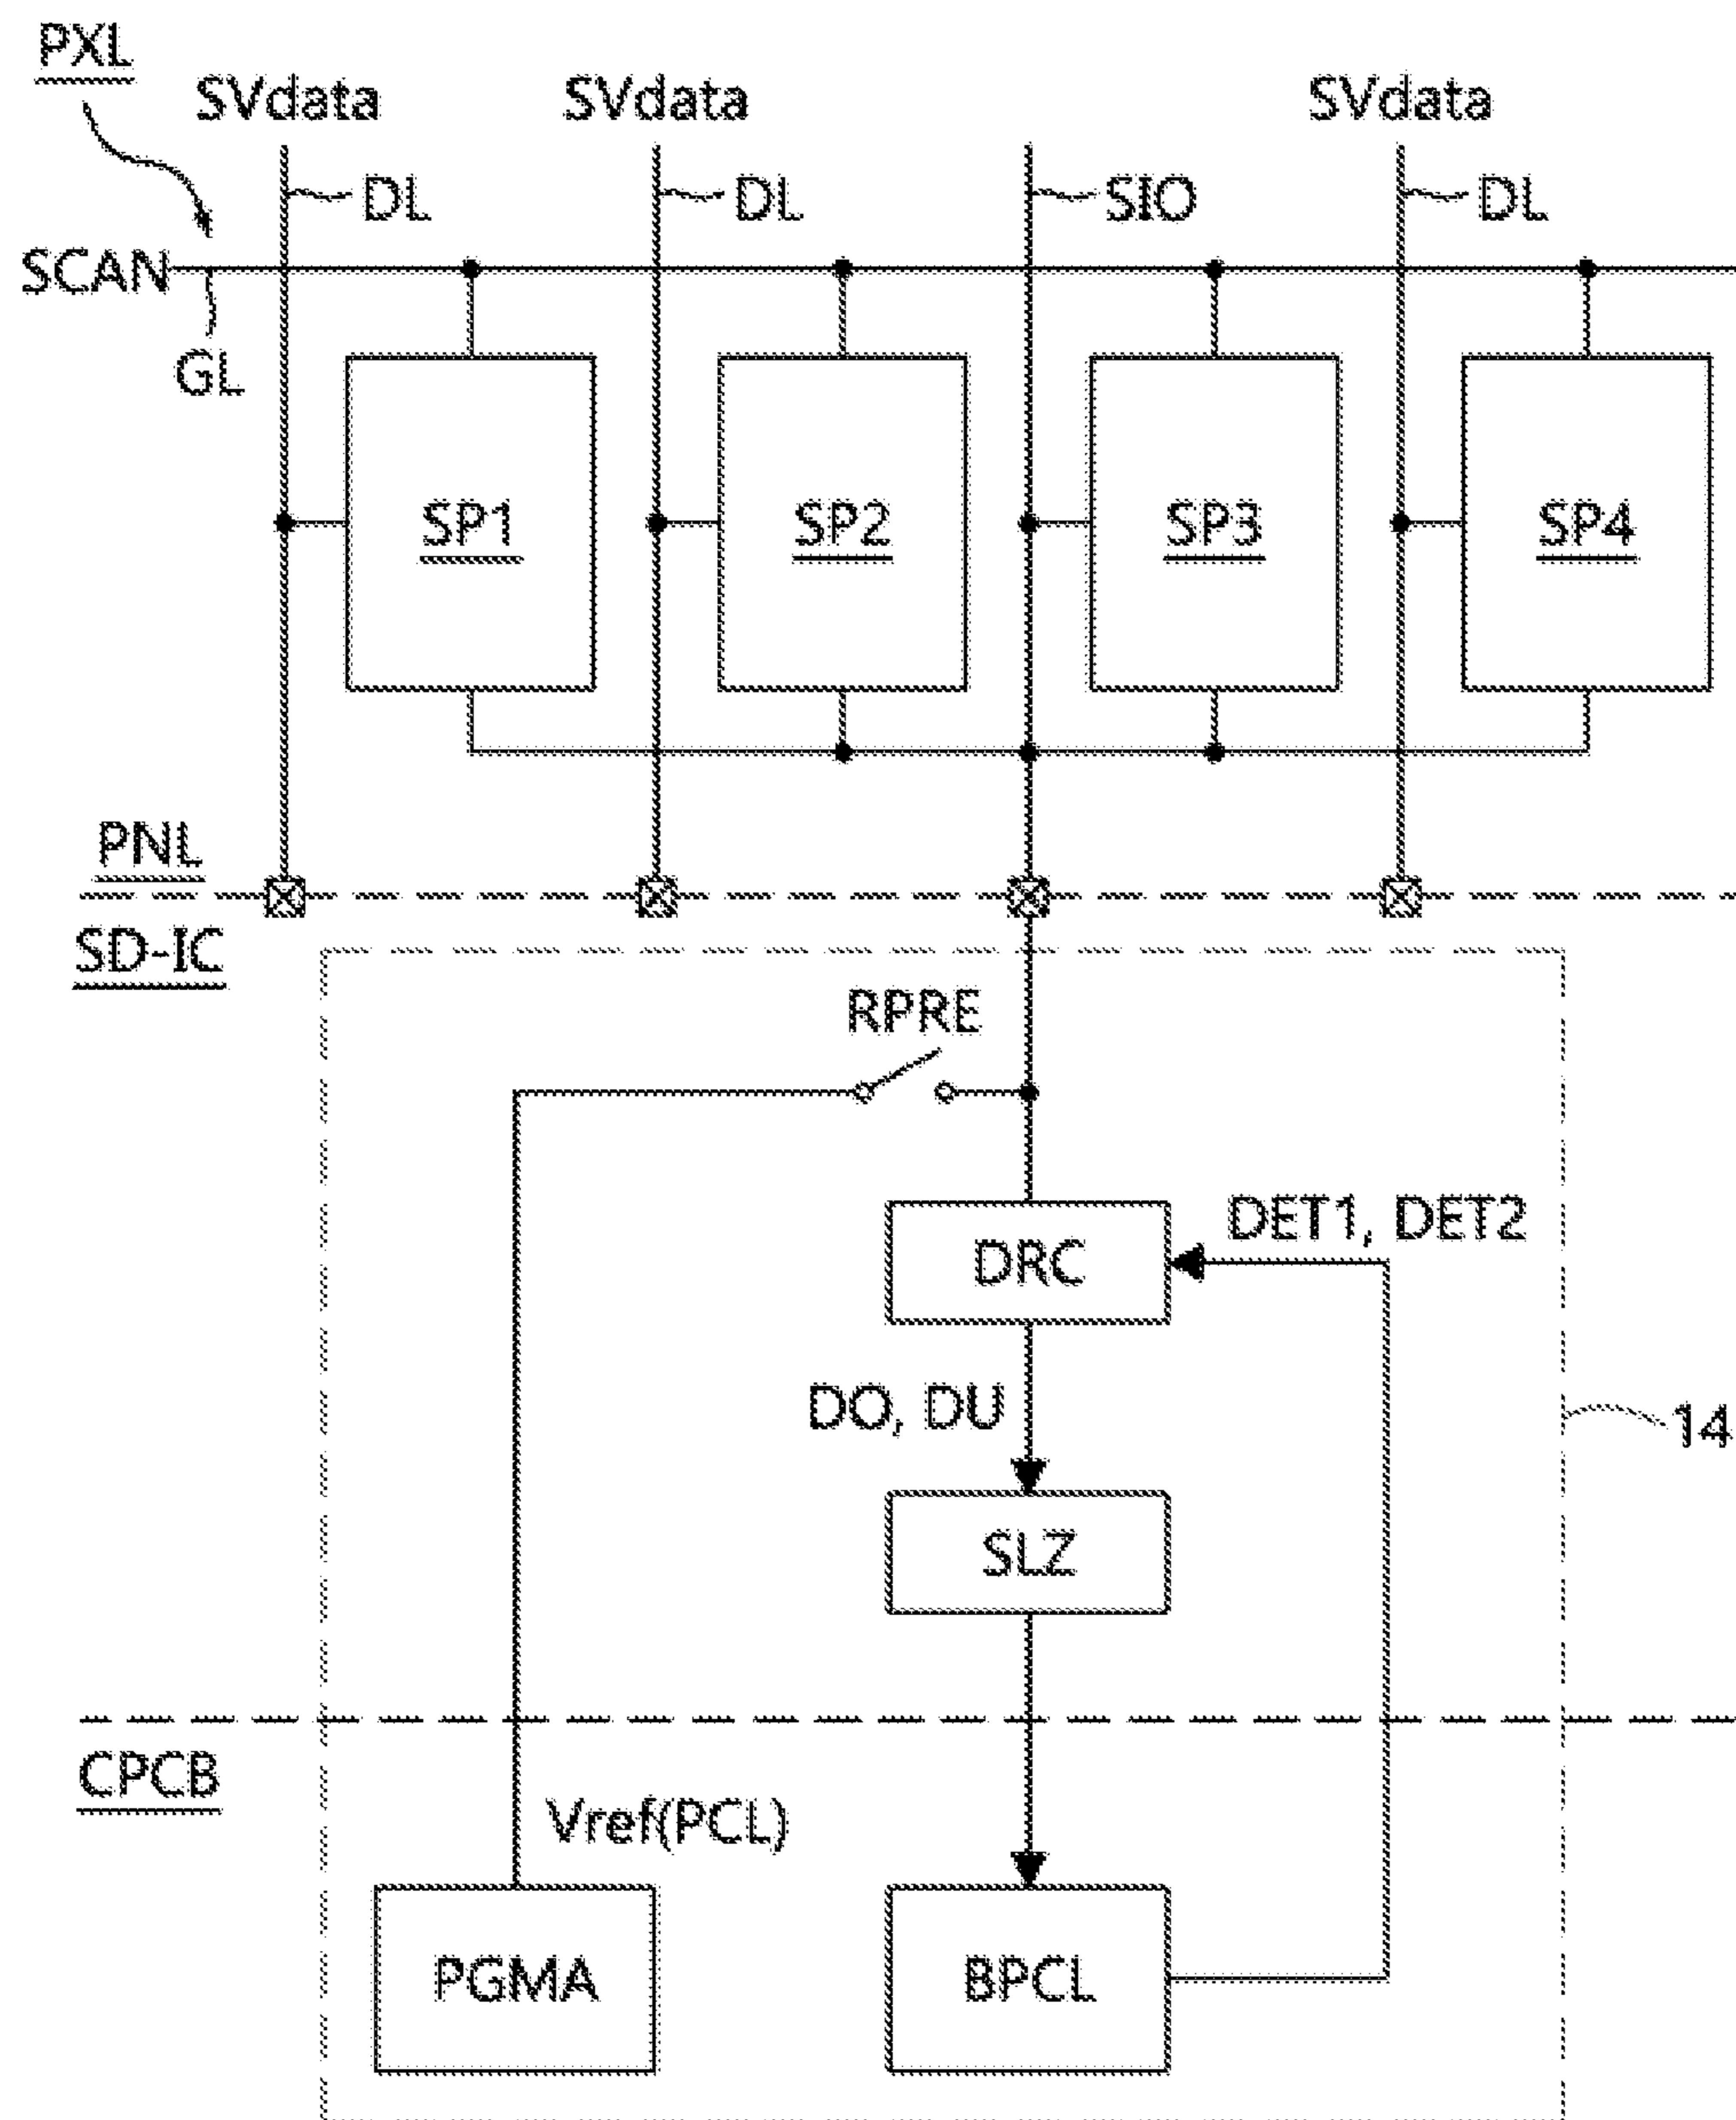 PXL
SVdata SVdata SVdata
DL DL SIO DL
SCAN
GL
SP1 SP2 SP3 SP4
PNL
SD-IC
RPRE
DET1, DET2
DRC
DO, DU
14
SLZ
CPCB
Vref(PCL)
PGMA BPCL